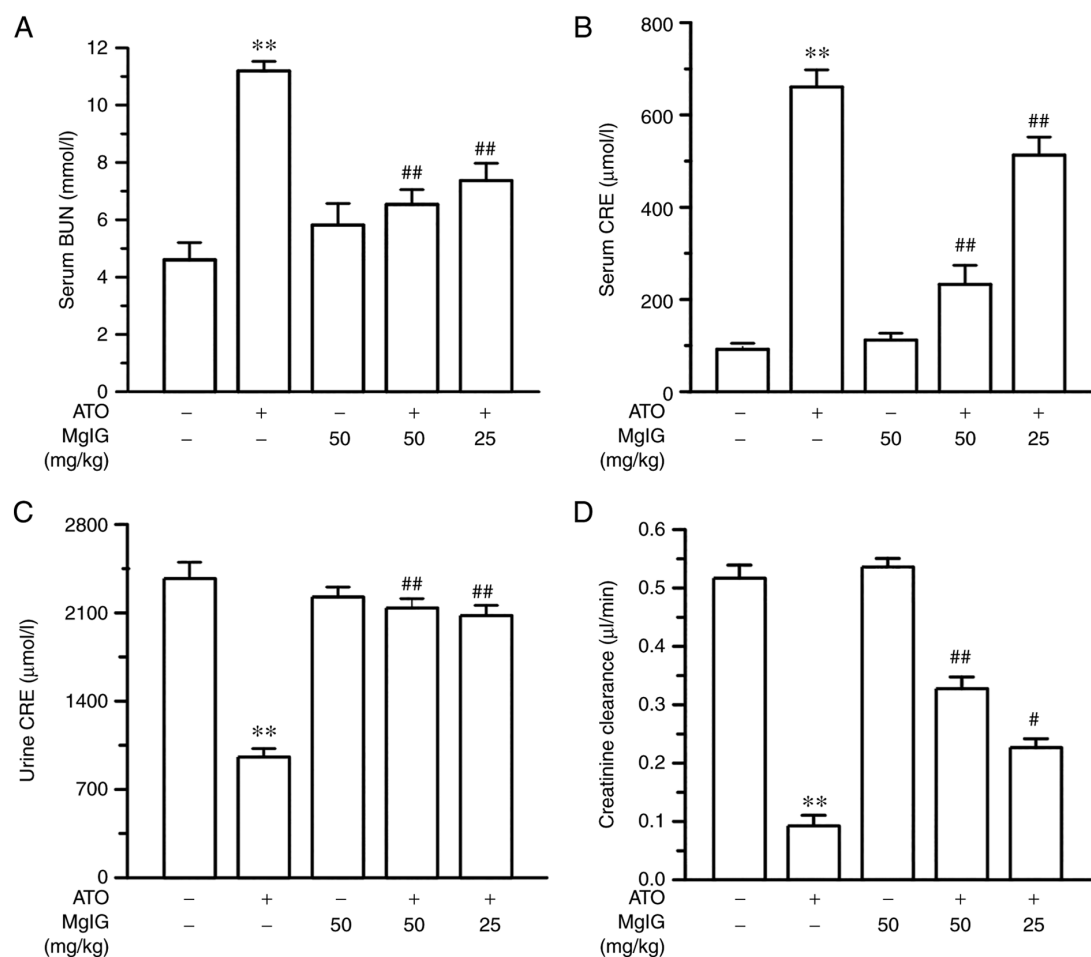 A
Serum BUN (mmol/l)
12
10
8
6
4
2
0
**
##
##
ATO – + – + +
MgIG – – 50 50 25
(mg/kg)
B
Serum CRE (μmol/l)
800
600
400
200
0
**
##
##
ATO – + – + +
MgIG – – 50 50 25
(mg/kg)
C
Urine CRE (μmol/l)
2800
2100
1400
700
0
**
##
##
ATO – + – + +
MgIG – – 50 50 25
(mg/kg)
D
Creatinine clearance (μl/min)
0.6
0.5
0.4
0.3
0.2
0.1
0.0
**
##
#
ATO – + – + +
MgIG – – 50 50 25
(mg/kg)